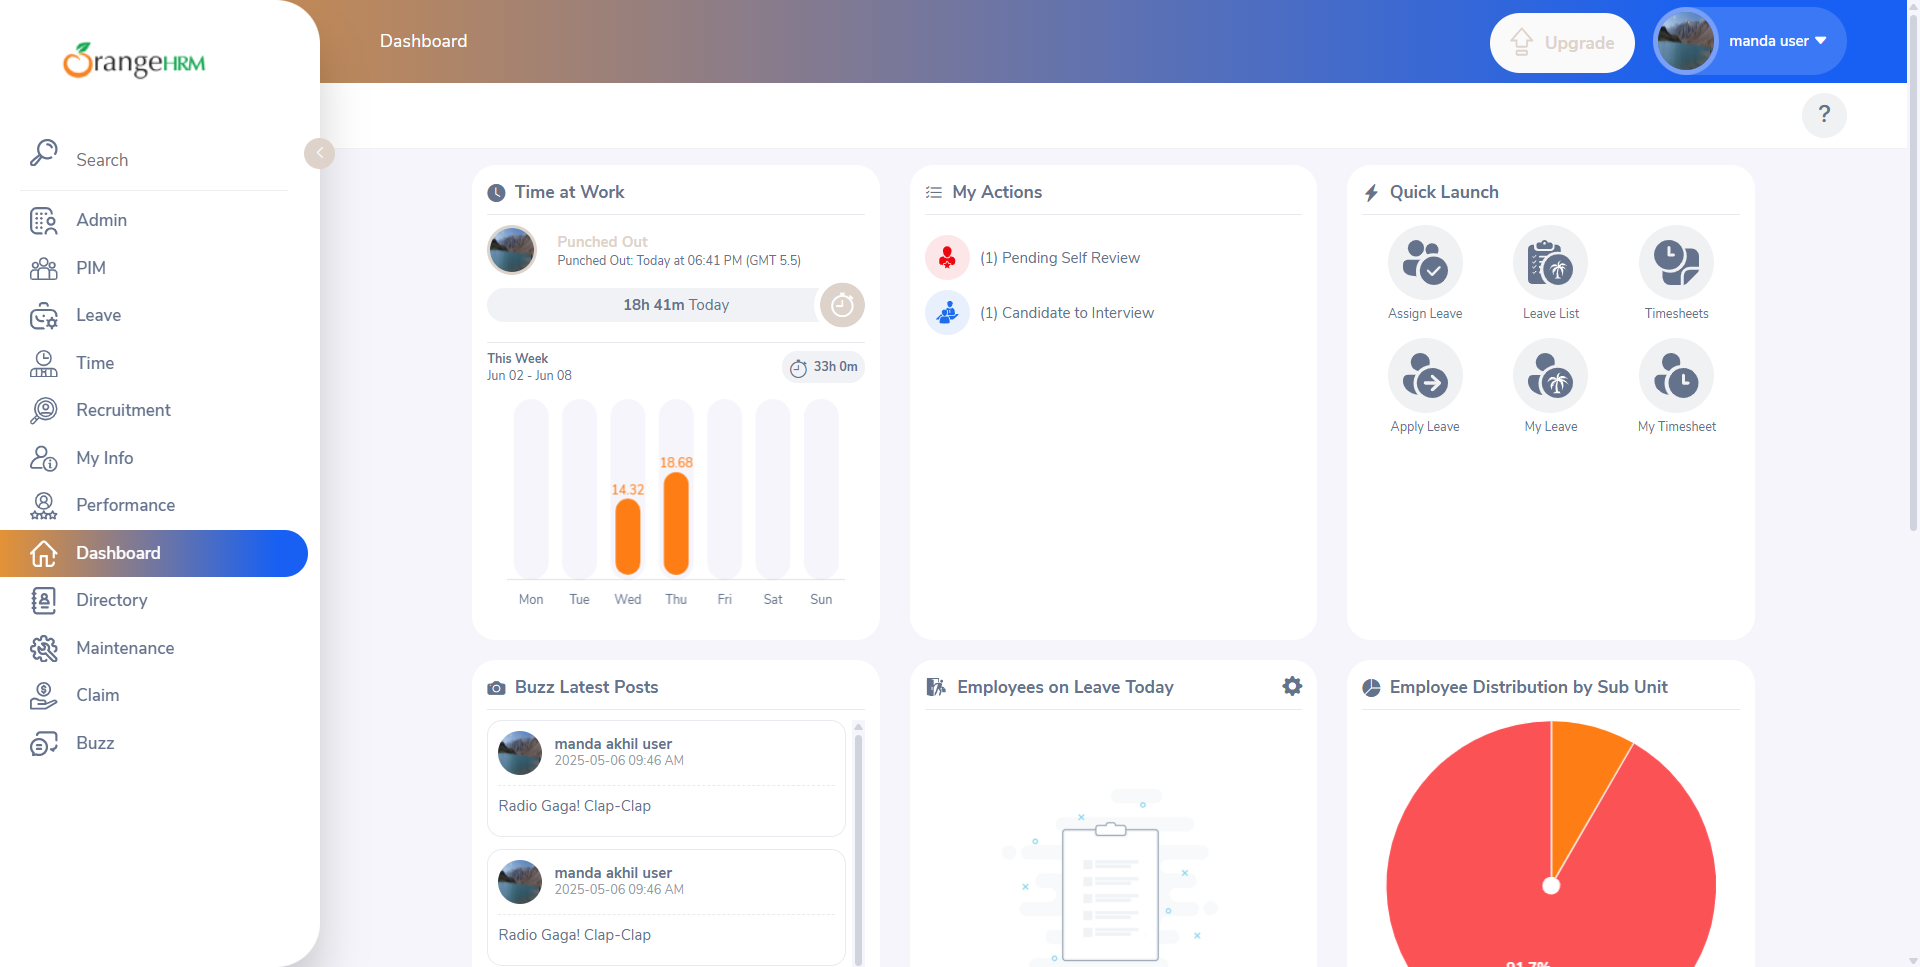 OrangeHRM
Search
Admin
PIM
Leave
Time
Recruitment
My Info
Performance
Dashboard
Directory
Maintenance
Claim
Buzz
Dashboard
Upgrade
manda user
?
Time at Work
Punched Out
Punched Out: Today at 06:41 PM (GMT 5.5)
18h 41m Today
This Week
Jun 02 - Jun 08
33h 0m
14.32
18.68
Mon Tue Wed Thu Fri Sat Sun
My Actions
(1) Pending Self Review
(1) Candidate to Interview
Quick Launch
Assign Leave
Leave List
Timesheets
Apply Leave
My Leave
My Timesheet
Buzz Latest Posts
manda akhil user
2025-05-06 09:46 AM
Radio Gaga! Clap-Clap
manda akhil user
2025-05-06 09:46 AM
Radio Gaga! Clap-Clap
Employees on Leave Today
Employee Distribution by Sub Unit
91.7%